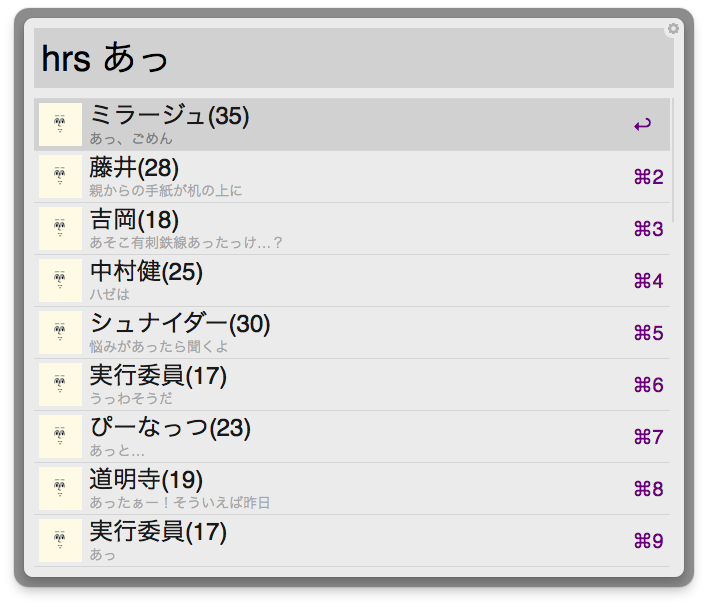 hrs あっ
ミラージュ(35)
あっ、ごめん
藤井(28)
親からの手紙が机の上に
⌘2
吉岡(18)
あそこ有刺鉄線あったっけ…？
⌘3
中村健(25)
ハゼは
⌘4
シュナイダー(30)
悩みがあったら聞くよ
⌘5
実行委員(17)
うっわそうだ
⌘6
ぴーなっつ(23)
あっと…
⌘7
道明寺(19)
あったぁー！そういえば昨日
⌘8
実行委員(17)
あっ
⌘9